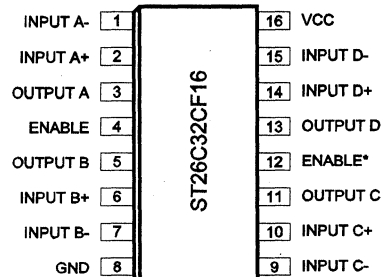 INPUT A- 1 16 VCC
INPUT A+ 2 15 INPUT D-
OUTPUT A 3 14 INPUT D+
ENABLE 4 13 OUTPUT D
OUTPUT B 5 12 ENABLE*
INPUT B+ 6 11 OUTPUT C
INPUT B- 7 10 INPUT C+
GND 8 9 INPUT C-
ST26C32CF16